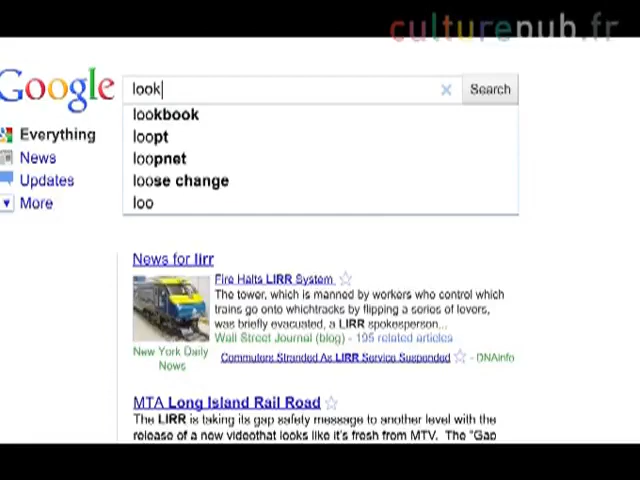 culturepub.fr
Google
look
Search
lookbook
loopt
loopnet
loose change
loo
Everything
News
Updates
More
News for lirr
Fire Halts LIRR System
The tower, which is manned by workers who control which
trains go onto whichtracks by flipping a series of levers,
was briefly evacuated, a LIRR spokesperson...
Wall Street Journal (blog) - 195 related articles
New York Daily
News
Commuters Stranded As LIRR Service Suspended - DNAinfo
MTA Long Island Rail Road
The LIRR is taking its gap safety message to another level with the
release of a new videothat looks like it's fresh from MTV. The "Gap